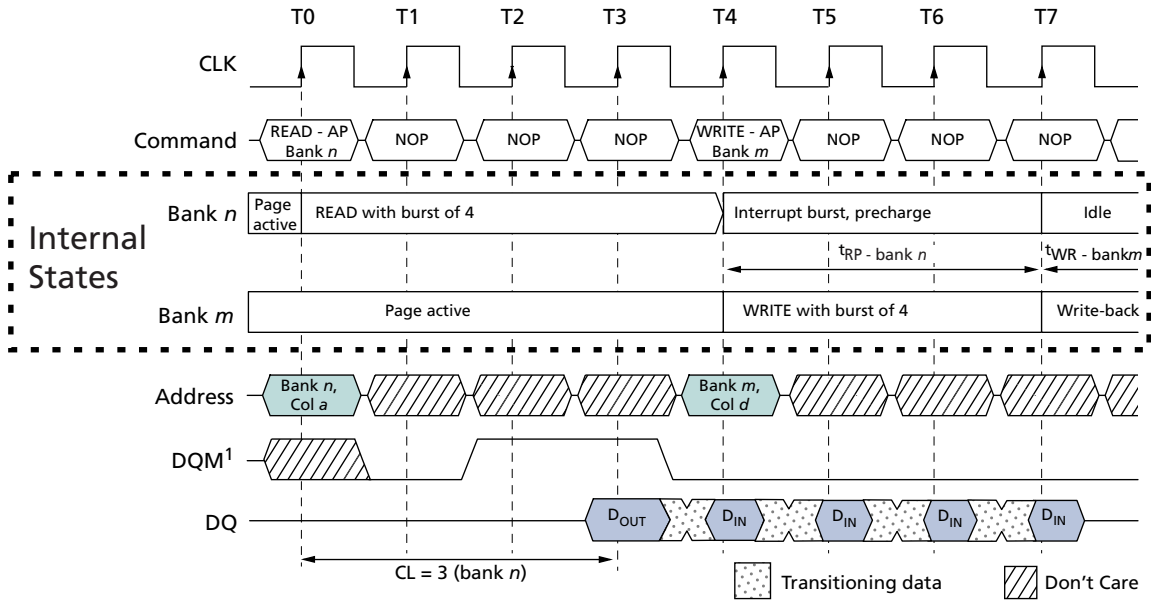 T0 T1 T2 T3 T4 T5 T6 T7
CLK
Command
READ - AP
Bank n
NOP
NOP
NOP
WRITE - AP
Bank m
NOP
NOP
NOP
Internal
States
Bank n
Page
active
READ with burst of 4
Interrupt burst, precharge
Idle
tRP - bank n
tWR - bankm
Bank m
Page active
WRITE with burst of 4
Write-back
Address
Bank n,
Col a
Bank m,
Col d
DQM1
DQ
DOUT
DIN
DIN
DIN
DIN
CL = 3 (bank n)
Transitioning data
Don't Care